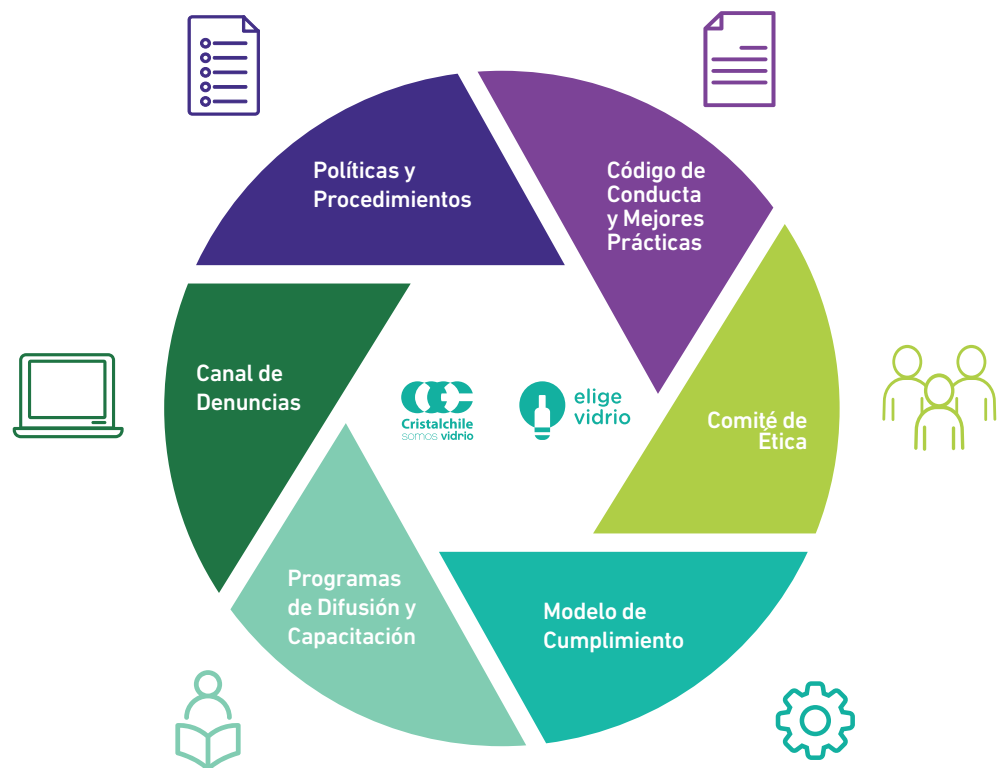 Políticas y
Procedimientos
Código de
Conducta
y Mejores
Prácticas
Canal de
Denuncias
Cristalchile
somos vidrio
elige
vidrio
Comité de
Ética
Programas
de Difusión y
Capacitación
Modelo de
Cumplimiento